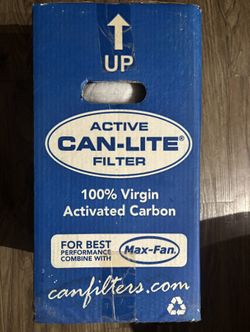 UP
ACTIVE
CAN-LITE®
FILTER
100% Virgin
Activated Carbon
FOR BEST
PERFORMANCE
COMBINE WITH
Max-Fan.
canfilters.com